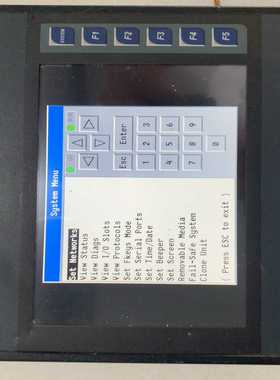 System Menu
Set Networks
View Status
View Diags
View I/O Slots
View Protocols
Set Fkeys Mode
Set Serial Ports
Set Time/Date
Set Beeper
Set Screen
Removable Media
Fail-Safe System
Clone Unit
( Press ESC to exit )
Esc
Enter
1
2
3
4
5
6
7
8
9
0
SYSTEM
F1
F2
F3
F4
F5